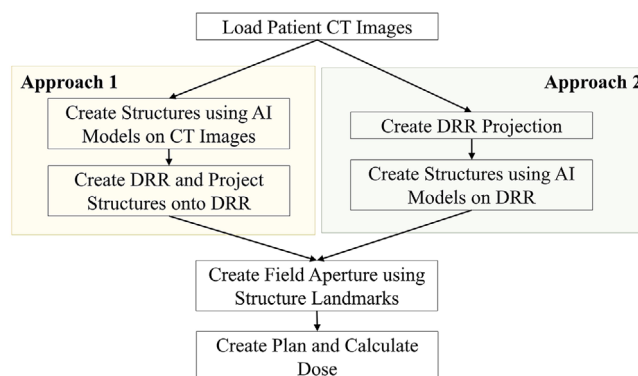 Load Patient CT Images
Approach 1
Create Structures using AI
Models on CT Images
Create DRR and Project
Structures onto DRR
Approach 2
Create DRR Projection
Create Structures using AI
Models on DRR
Create Field Aperture using
Structure Landmarks
Create Plan and Calculate
Dose